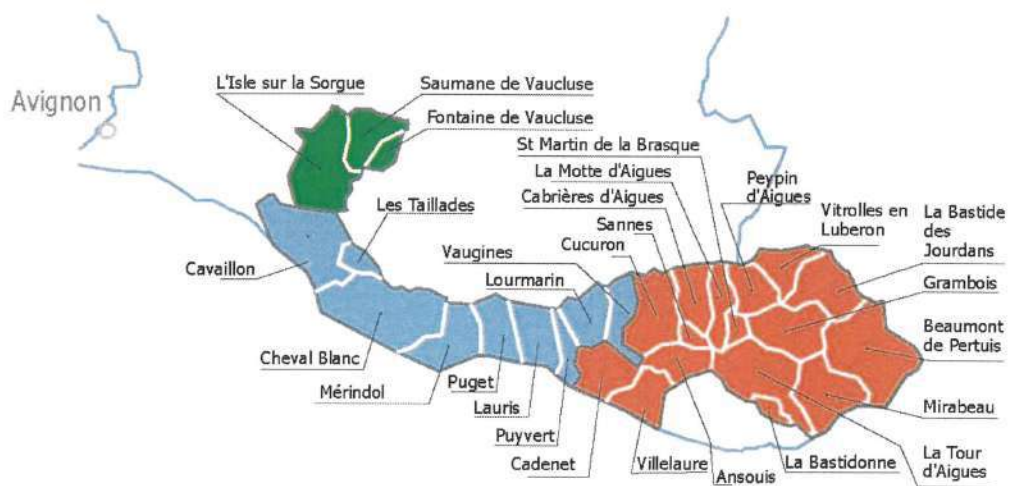 L'Isle sur la Sorgue
Saumane de Vaucluse
Avignon
Fontaine de Vaucluse
St Martin de la Brasque
La Motte d'Aigues
Peypin
d'Aigues
Cabrières d'Aigues
Les Taillades
Vitrolles en
Luberon
La Bastide
des
Jourdans
Sannes
Cucuron
Vaugines
Cavaillon
Lourmarin
Grambois
Beaumont
de Pertuis
Cheval Blanc
Mérindol
Puget
Lauris
Mirabeau
Puyvert
Cadenet
Villelaure
Ansouis
La Bastidonne
La Tour
d'Aigues